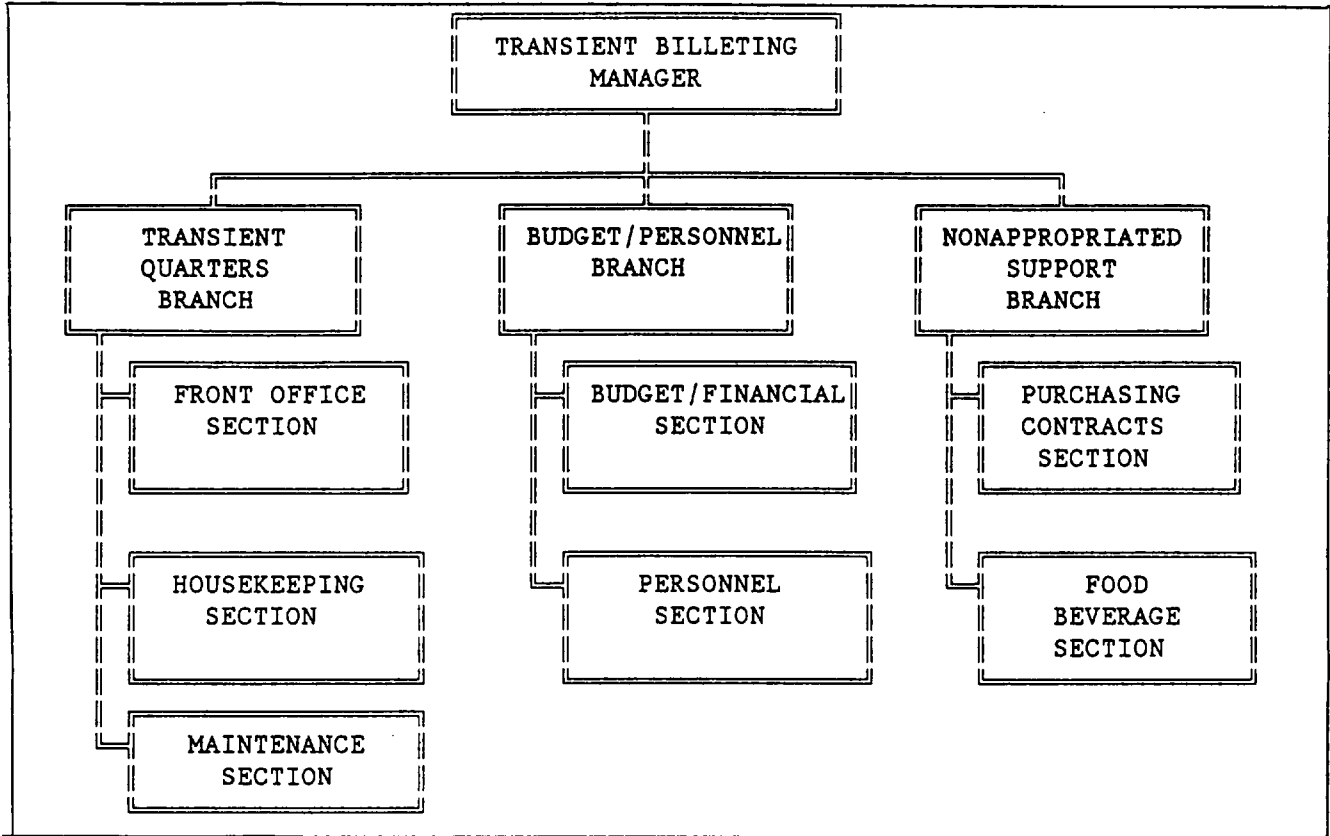 TRANSIENT BILLETING
MANAGER
TRANSIENT
QUARTERS
BRANCH
BUDGET/PERSONNEL
BRANCH
NONAPPROPRIATED
SUPPORT
BRANCH
FRONT OFFICE
SECTION
BUDGET/FINANCIAL
SECTION
PURCHASING
CONTRACTS
SECTION
HOUSEKEEPING
SECTION
PERSONNEL
SECTION
FOOD
BEVERAGE
SECTION
MAINTENANCE
SECTION